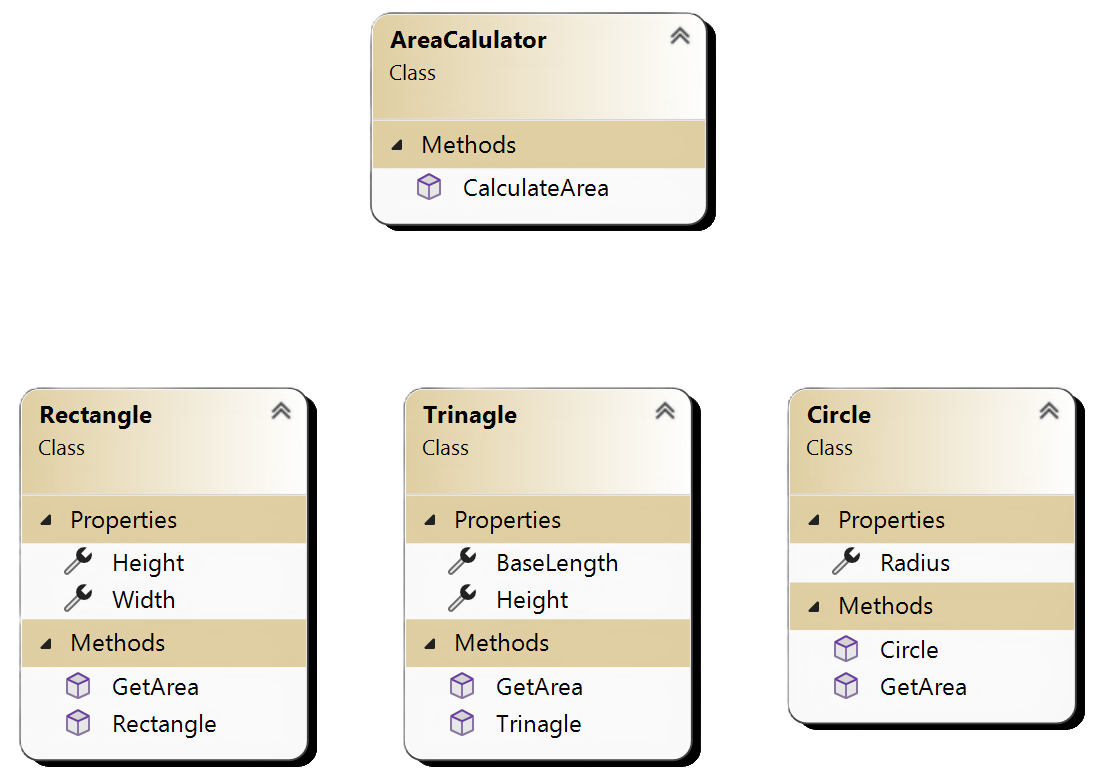 AreaCalulator
Class
Methods
CalculateArea
Rectangle
Class
Properties
Height
Width
Methods
GetArea
Rectangle
Trinagle
Class
Properties
BaseLength
Height
Methods
GetArea
Trinagle
Circle
Class
Properties
Radius
Methods
Circle
GetArea